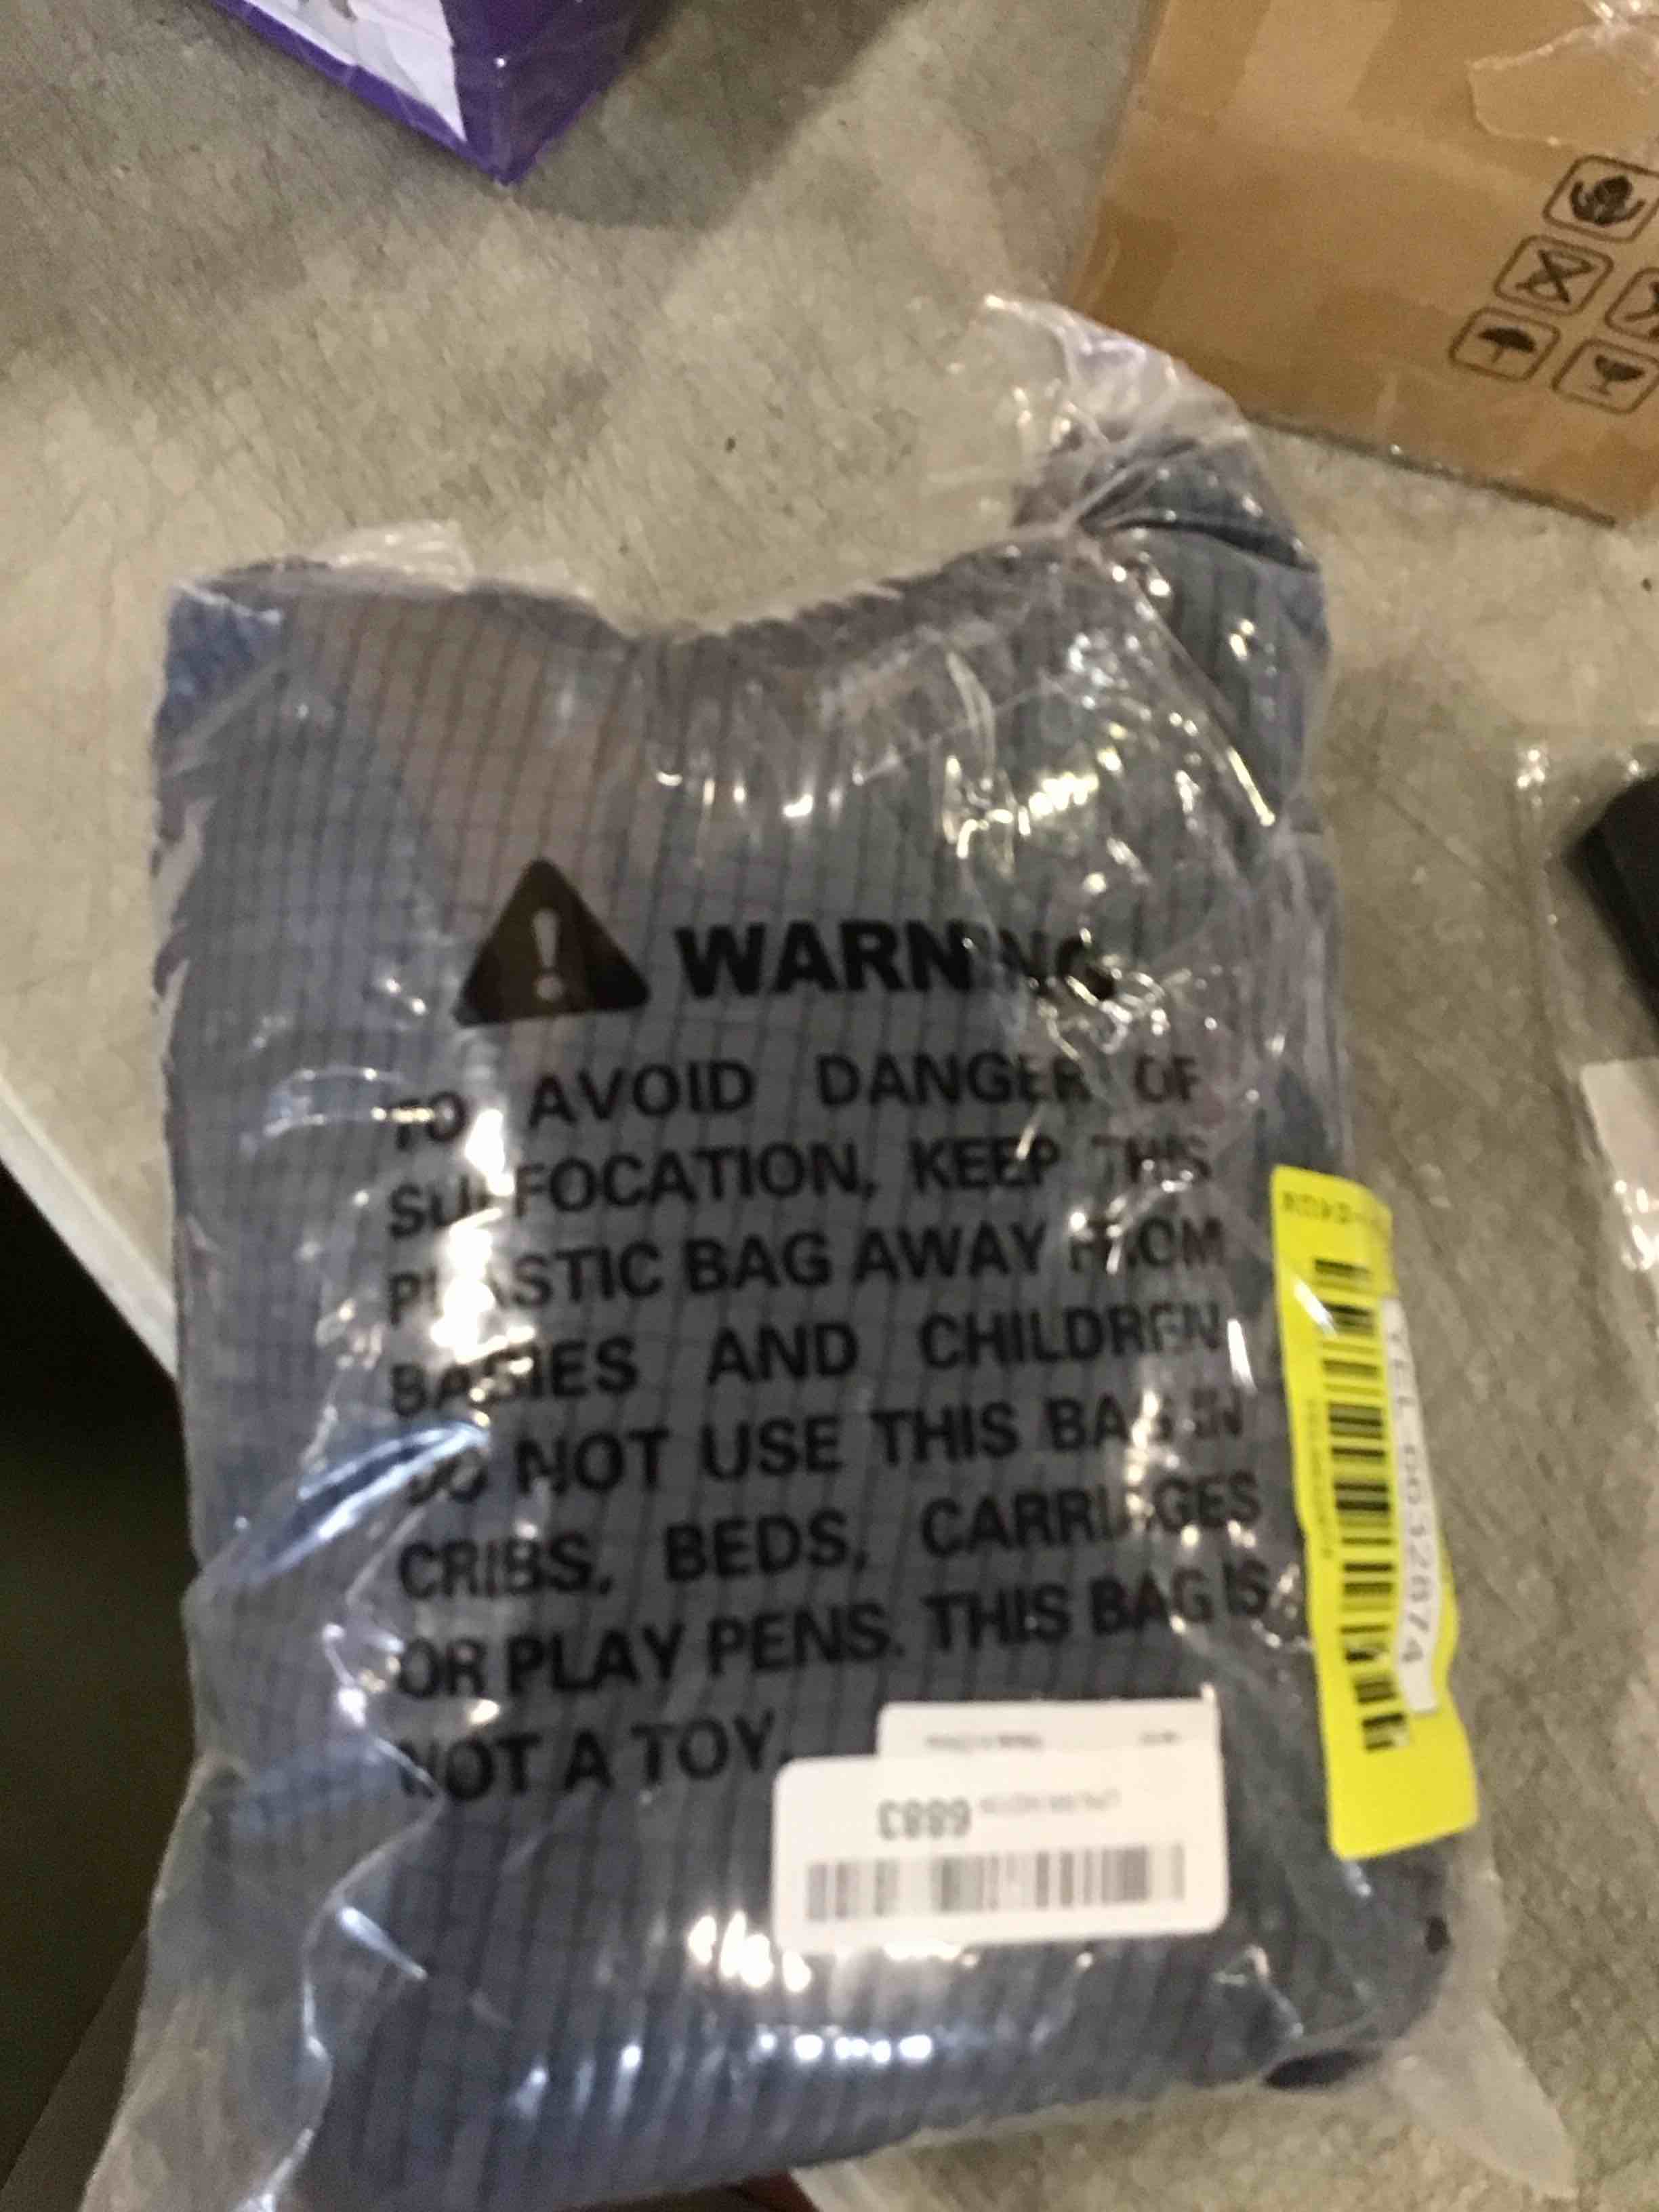 WARNING
TO AVOID DANGER OF
SUFFOCATION, KEEP THIS
PLASTIC BAG AWAY FROM
BABIES AND CHILDREN.
DO NOT USE THIS BAG IN
CRIBS, BEDS, CARRIAGES
OR PLAY PENS. THIS BAG IS
NOT A TOY.
6883